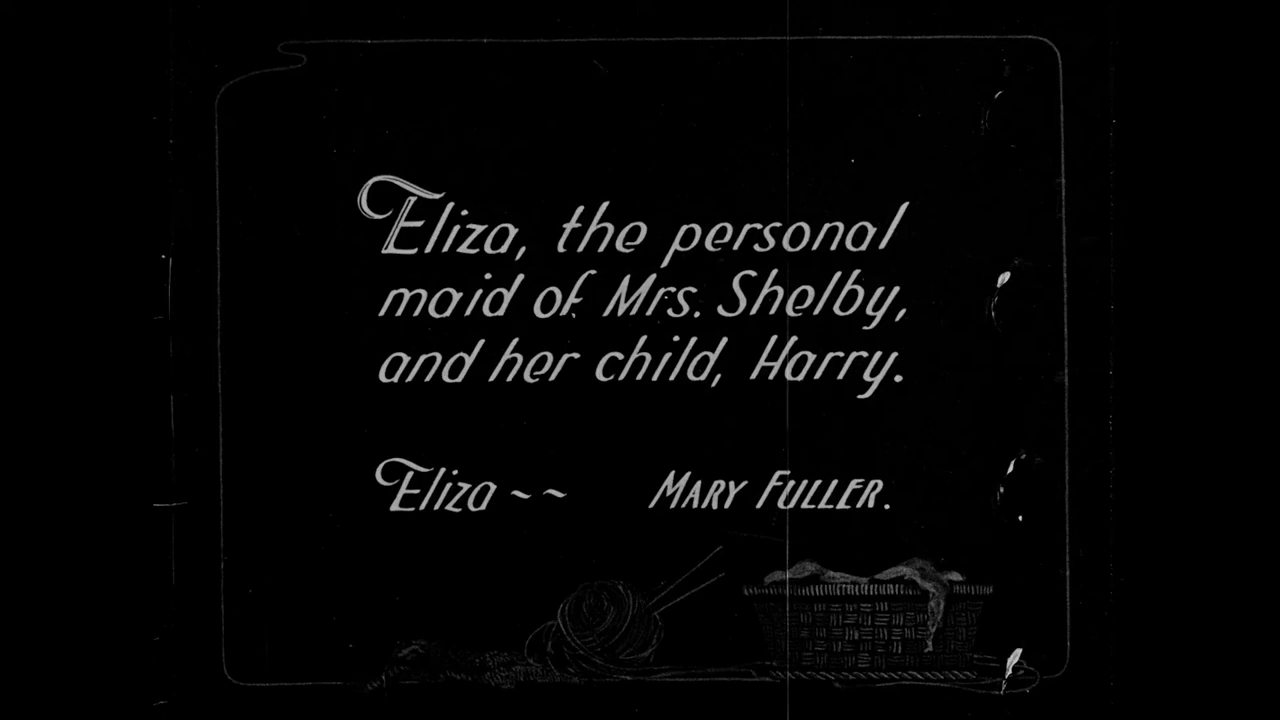 Eliza, the personal
maid of Mrs. Shelby,
and her child, Harry.
Eliza ~~ MARY FULLER.